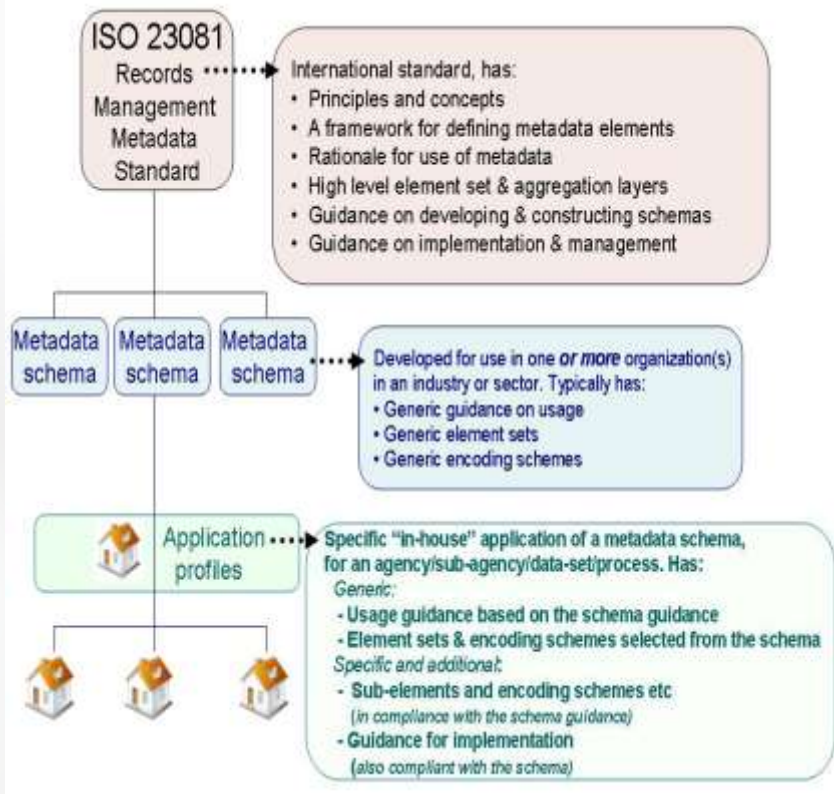 ISO 23081
Records
Management
Metadata
Standard
International standard, has:
• Principles and concepts
• A framework for defining metadata elements
• Rationale for use of metadata
• High level element set & aggregation layers
• Guidance on developing & constructing schemas
• Guidance on implementation & management
Metadata
schema
Metadata
schema
Metadata
schema
Developed for use in one or more organization(s)
in an industry or sector. Typically has:
• Generic guidance on usage
• Generic element sets
• Generic encoding schemes
Application
profiles
Specific “in-house” application of a metadata schema,
for an agency/sub-agency/data-set/process. Has:
Generic:
- Usage guidance based on the schema guidance
- Element sets & encoding schemes selected from the schema
Specific and additional:
- Sub-elements and encoding schemes etc
(in compliance with the schema guidance)
- Guidance for implementation
(also compliant with the schema)